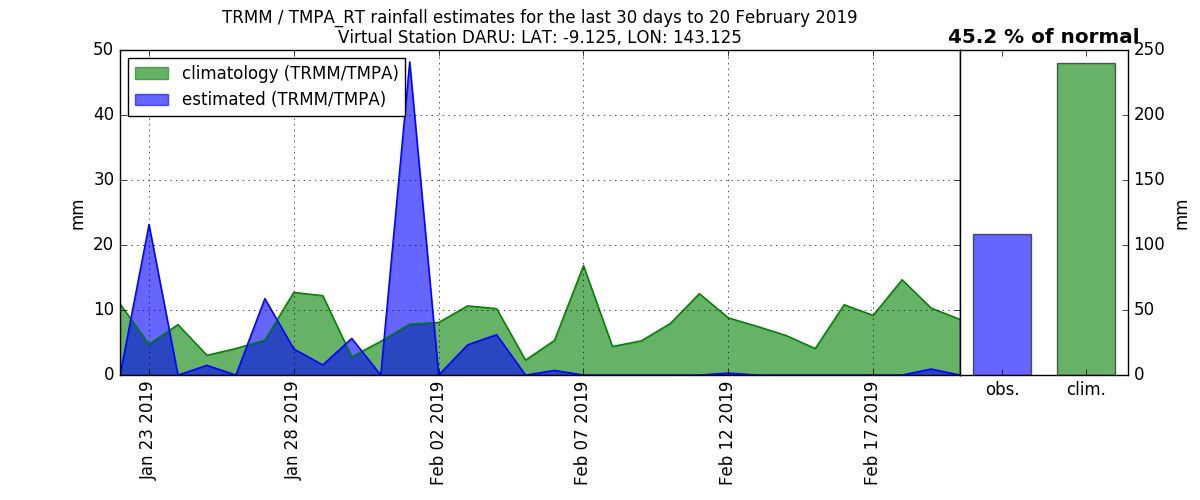 TRMM / TMPA_RT rainfall estimates for the last 30 days to 20 February 2019
Virtual Station DARU: LAT: -9.125, LON: 143.125
45.2 % of normal
climatology (TRMM/TMPA)
estimated (TRMM/TMPA)
50
40
30
20
10
0
mm
Jan 23 2019
Jan 28 2019
Feb 02 2019
Feb 07 2019
Feb 12 2019
Feb 17 2019
250
200
150
100
50
0
mm
obs.
clim.